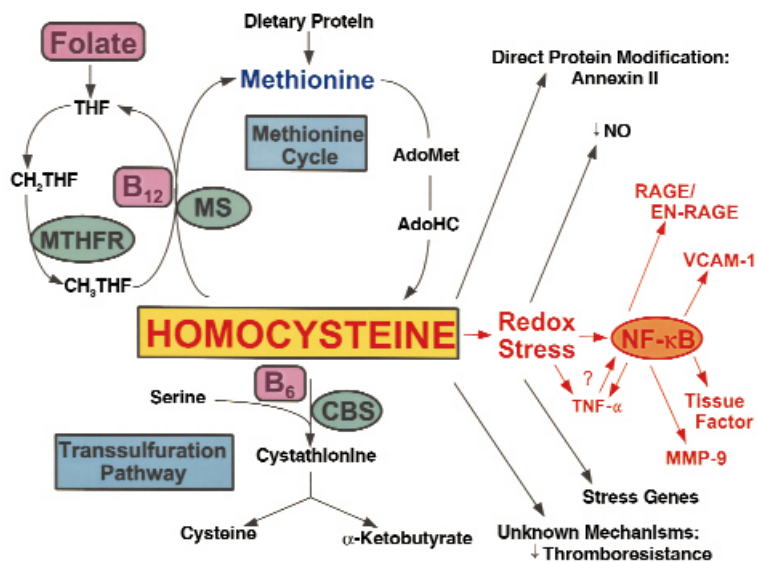 Dietary Protein
Folate
Methionine
Direct Protein Modification:
Annexin II
THF
Methionine
Cycle
↓NO
AdoMet
CH₂THF
B₁₂
MS
RAGE/
EN-RAGE
MTHFR
AdoHC
VCAM-1
CH₃THF
HOMOCYSTEINE
Redox
Stress
NF-κB
?
TNF-α
B₆
Serine
CBS
Tissue
Factor
Transsulfuration
Pathway
Cystathionine
MMP-9
Stress Genes
Cysteine
α-Ketobutyrate
Unknown Mechanisms:
↓Thromboresistance